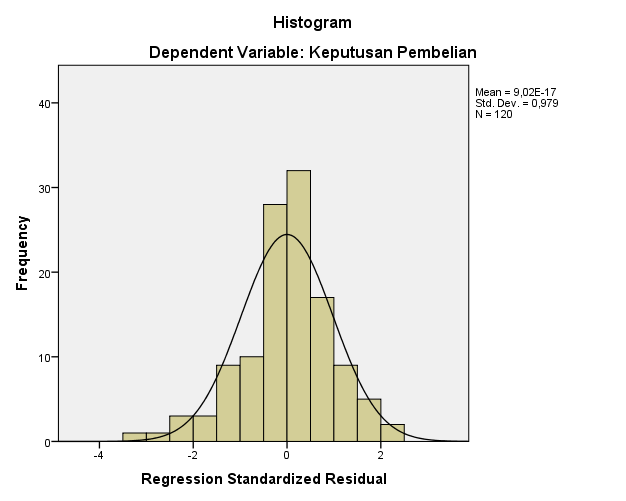 Histogram
Dependent Variable: Keputusan Pembelian
Mean = 9,02E-17
Std. Dev. = 0,979
N = 120
40
30
20
10
0
Frequency
-4
-2
0
2
Regression Standardized Residual